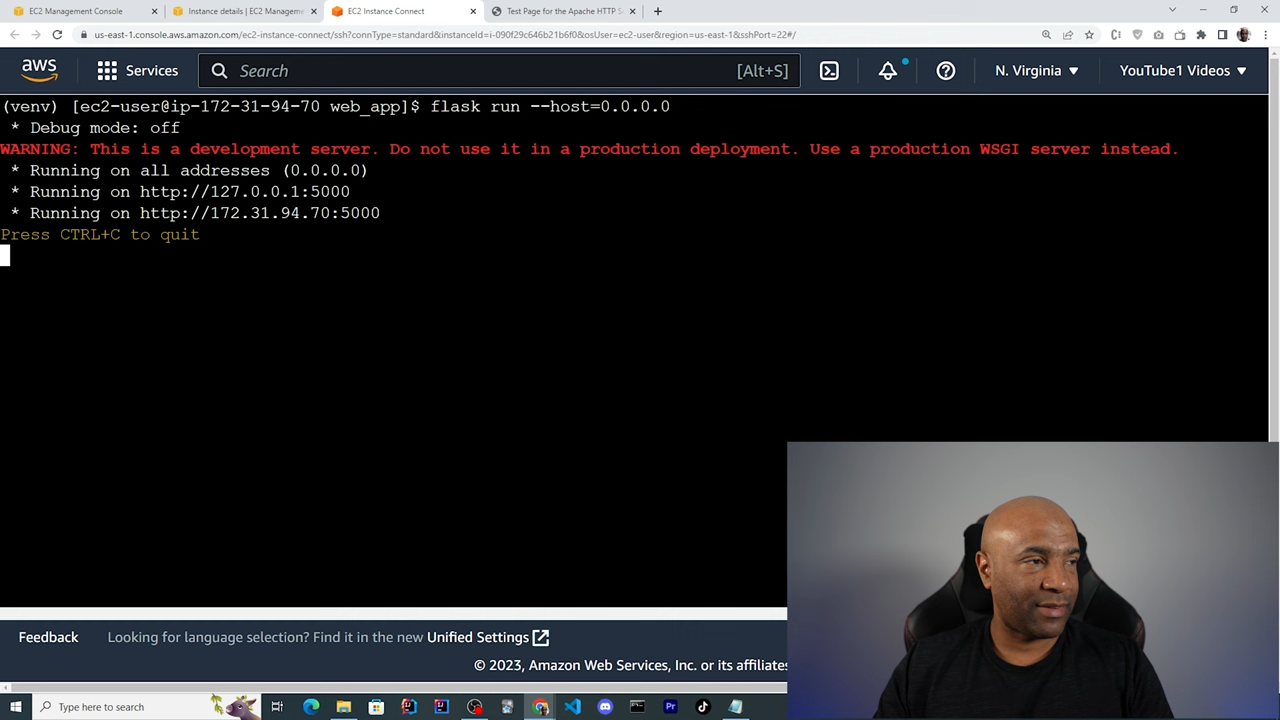 EC2 Management Console
Instance details | EC2 Manageme
EC2 Instance Connect
Test Page for the Apache HTTP Se
us-east-1.console.aws.amazon.com/ec2-instance-connect/ssh?connType=standard&instanceId=i-090f29c646b21b6f0&osUser=ec2-user&region=us-east-1&sshPort=22#/
aws
Services
Search
[Alt+S]
N. Virginia
YouTube1 Videos
(venv) [ec2-user@ip-172-31-94-70 web_app]$ flask run --host=0.0.0.0
* Debug mode: off
WARNING: This is a development server. Do not use it in a production deployment. Use a production WSGI server instead.
* Running on all addresses (0.0.0.0)
* Running on http://127.0.0.1:5000
* Running on http://172.31.94.70:5000
Press CTRL+C to quit
Feedback
Looking for language selection? Find it in the new Unified Settings
© 2023, Amazon Web Services, Inc. or its affiliates
Type here to search